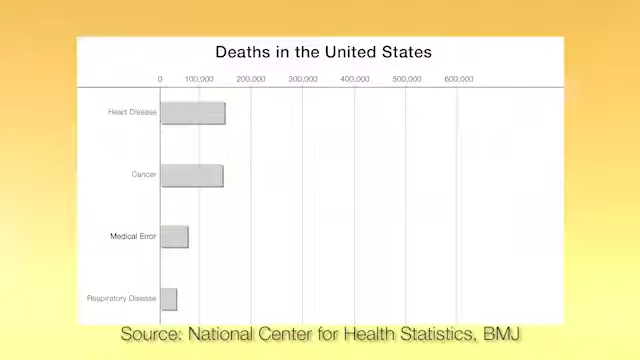 Deaths in the United States
0 100,000 200,000 300,000 400,000 500,000 600,000
Heart Disease
Cancer
Medical Error
Respiratory Disease
Source: National Center for Health Statistics, BMJ